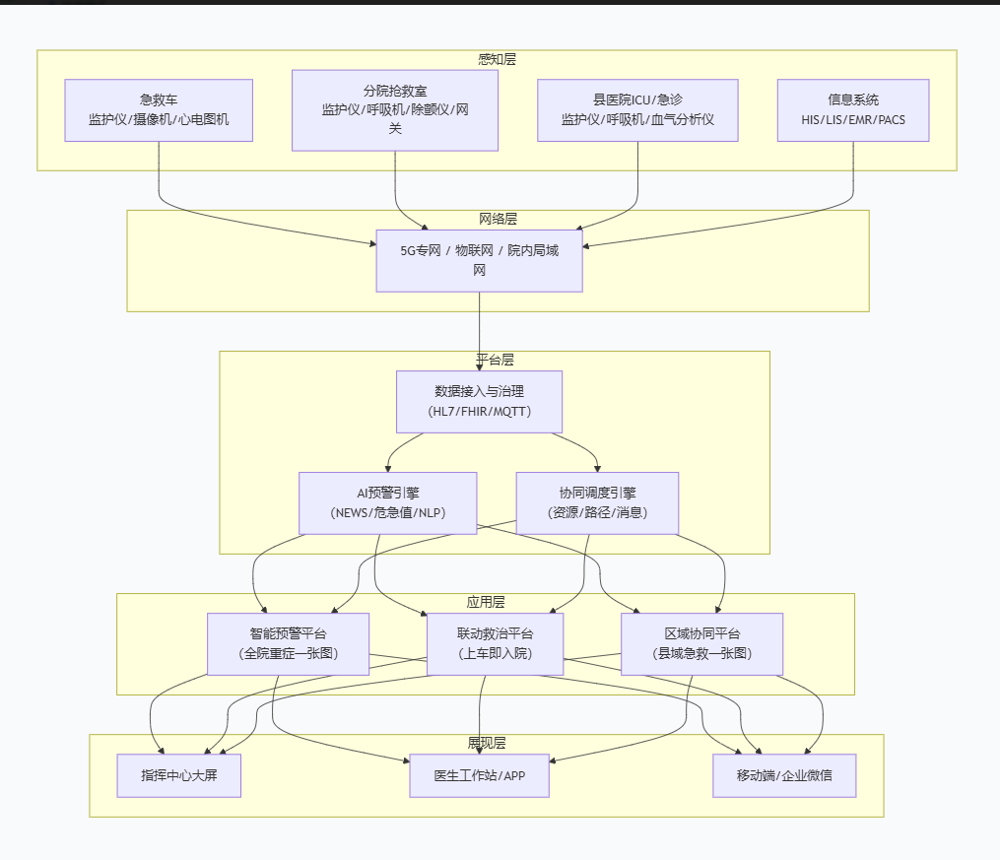 感知层
急救车
监护仪/摄像机/心电图机
分院抢救室
监护仪/呼吸机/除颤仪/网
关
县医院ICU/急诊
监护仪/呼吸机/血气分析仪
信息系统
HIS/LIS/EMR/PACS
网络层
5G专网 / 物联网 / 院内局域
网
平台层
数据接入与治理
（HL7/FHIR/MQTT）
AI预警引擎
（NEWS/危急值/NLP）
协同调度引擎
（资源/路径/消息）
应用层
智能预警平台
（全院重症一张图）
联动救治平台
（上车即入院）
区域协同平台
（县域急救一张图）
展现层
指挥中心大屏
医生工作站/APP
移动端/企业微信